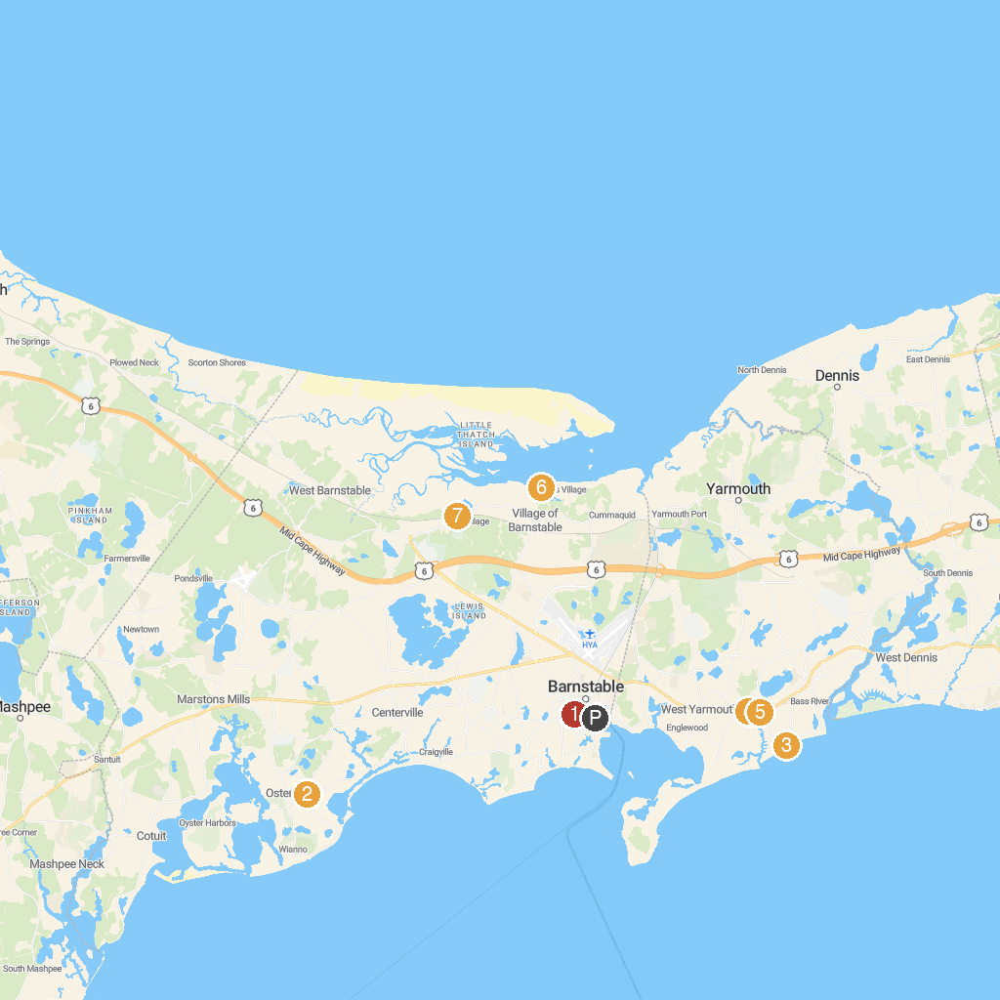 h
The Springs
Plowed Neck
Scorton Shores
North Dennis
East Dennis
Dennis
6
LITTLE
THATCH
ISLAND
6
Village
West Barnstable
Yarmouth
6
7
Village of
Barnstable
Cummaquid
Yarmouth Port
PINKHAM
ISLAND
6
Mid Cape Highway
Farmersville
6
6
6
Mid Cape Highway
South Dennis
Pondsville
ISLAND
LEWIS
ISLAND
Newtown
HYA
West Dennis
Barnstable
Mashpee
Marstons Mills
Centerville
1
P
West Yarmouth
5
Bass River
Englewood
3
Craigville
Santuit
2
Oyster Harbors
Cotuit
Wianno
Mashpee Neck
South Mashpee